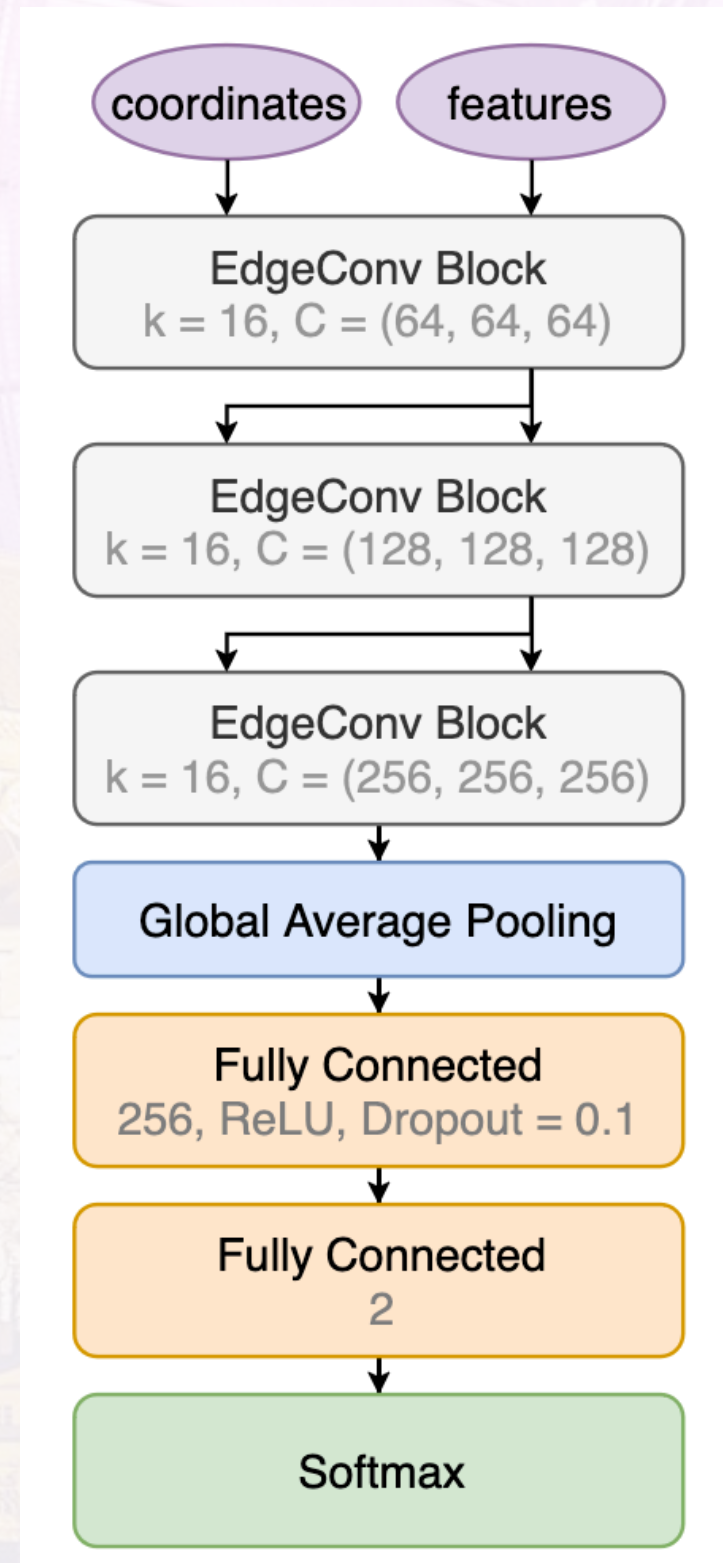 coordinates features
EdgeConv Block
k = 16, C = (64, 64, 64)
EdgeConv Block
k = 16, C = (128, 128, 128)
EdgeConv Block
k = 16, C = (256, 256, 256)
Global Average Pooling
Fully Connected
256, ReLU, Dropout = 0.1
Fully Connected
2
Softmax